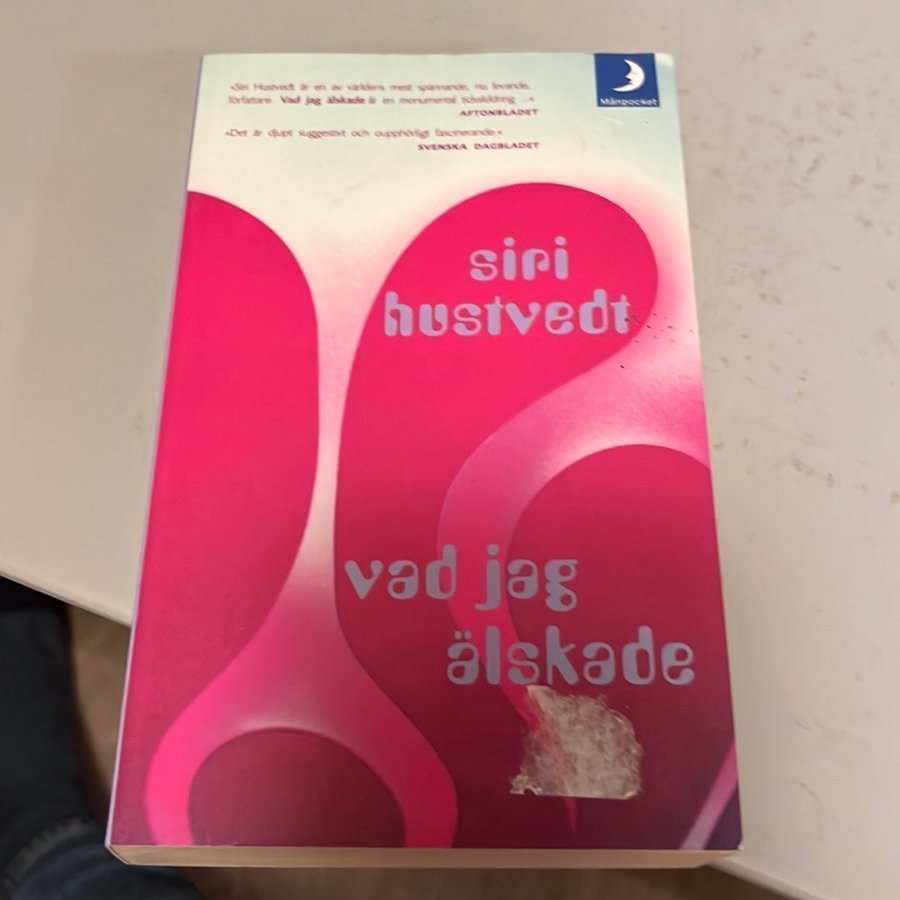 »Siri Hustvedt är en av världens mest spännande, nu levande,
författare. Vad jag älskade är en monumental tidsskildring ...«
AFTONBLADET
»Det är djupt suggestivt och oupphörligt fascinerande.«
SVENSKA DAGBLADET
Månpocket
siri
hustvedt
vad jag
älskade